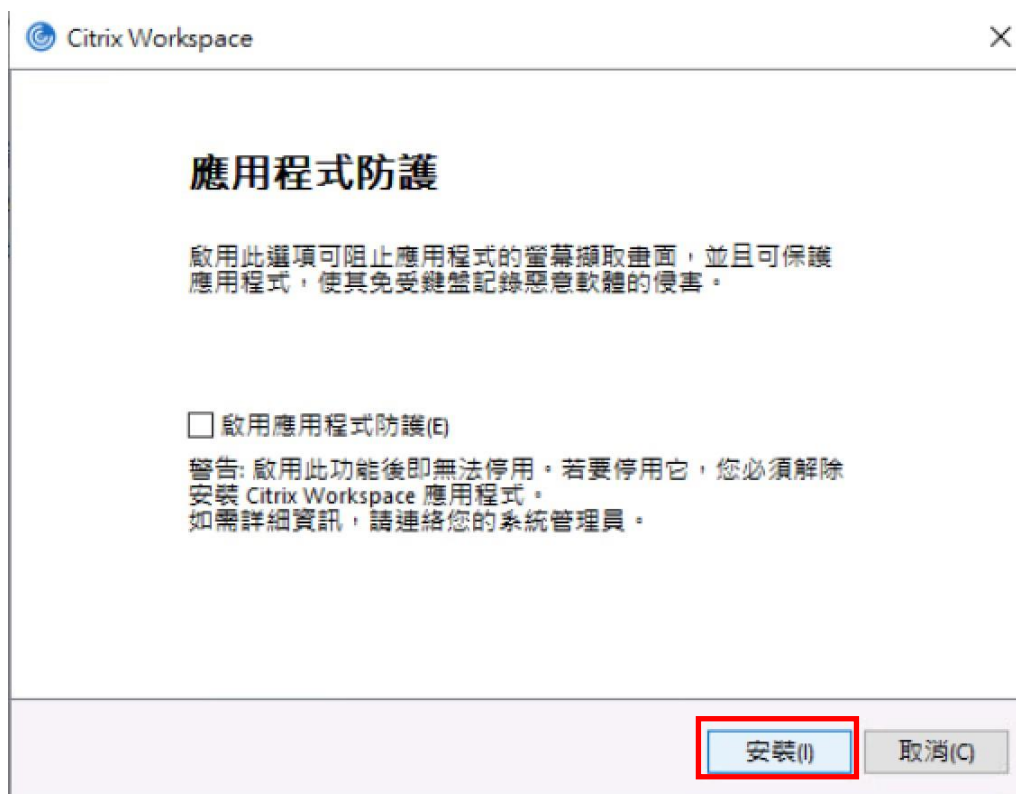 Citrix Workspace
應用程式防護
啟用此選項可阻止應用程式的螢幕擷取畫面，並且可保護
應用程式，使其免受鍵盤記錄惡意軟體的侵害。
啟用應用程式防護(E)
警告: 啟用此功能後即無法停用。若要停用它，您必須解除
安裝 Citrix Workspace 應用程式。
如需詳細資訊，請連絡您的系統管理員。
安裝(I) 取消(C)